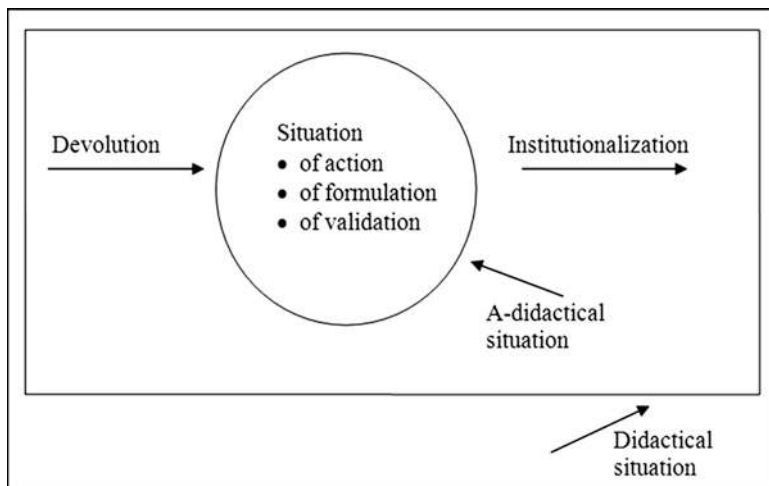 Devolution
Situation
• of action
• of formulation
• of validation
Institutionalization
A-didactical
situation
Didactical
situation